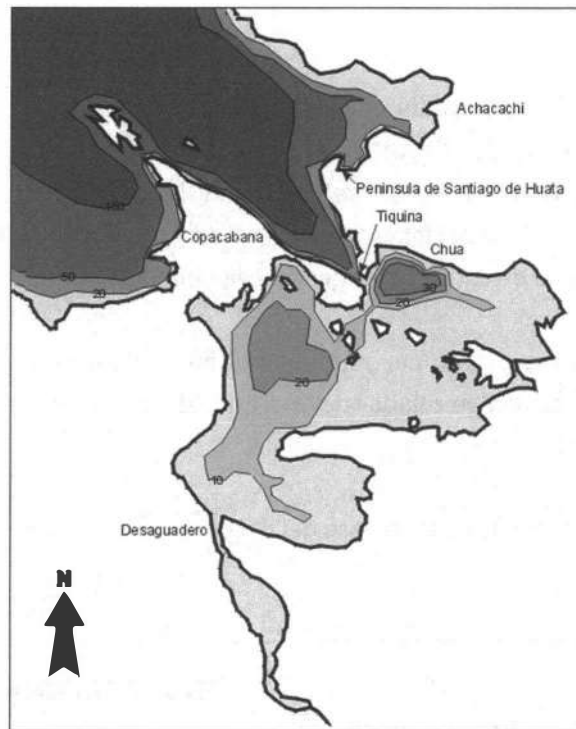 Achacachi
Peninsula de Santiago de Huata
Tiquina
Copacabana
Chua
50
20
30
20
20
10
Desaguadero
N